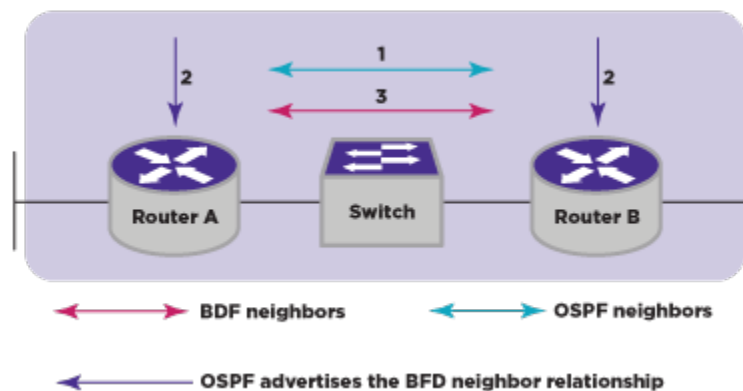 1
2
3
2
Router A
Switch
Router B
BDF neighbors
OSPF neighbors
OSPF advertises the BFD neighbor relationship